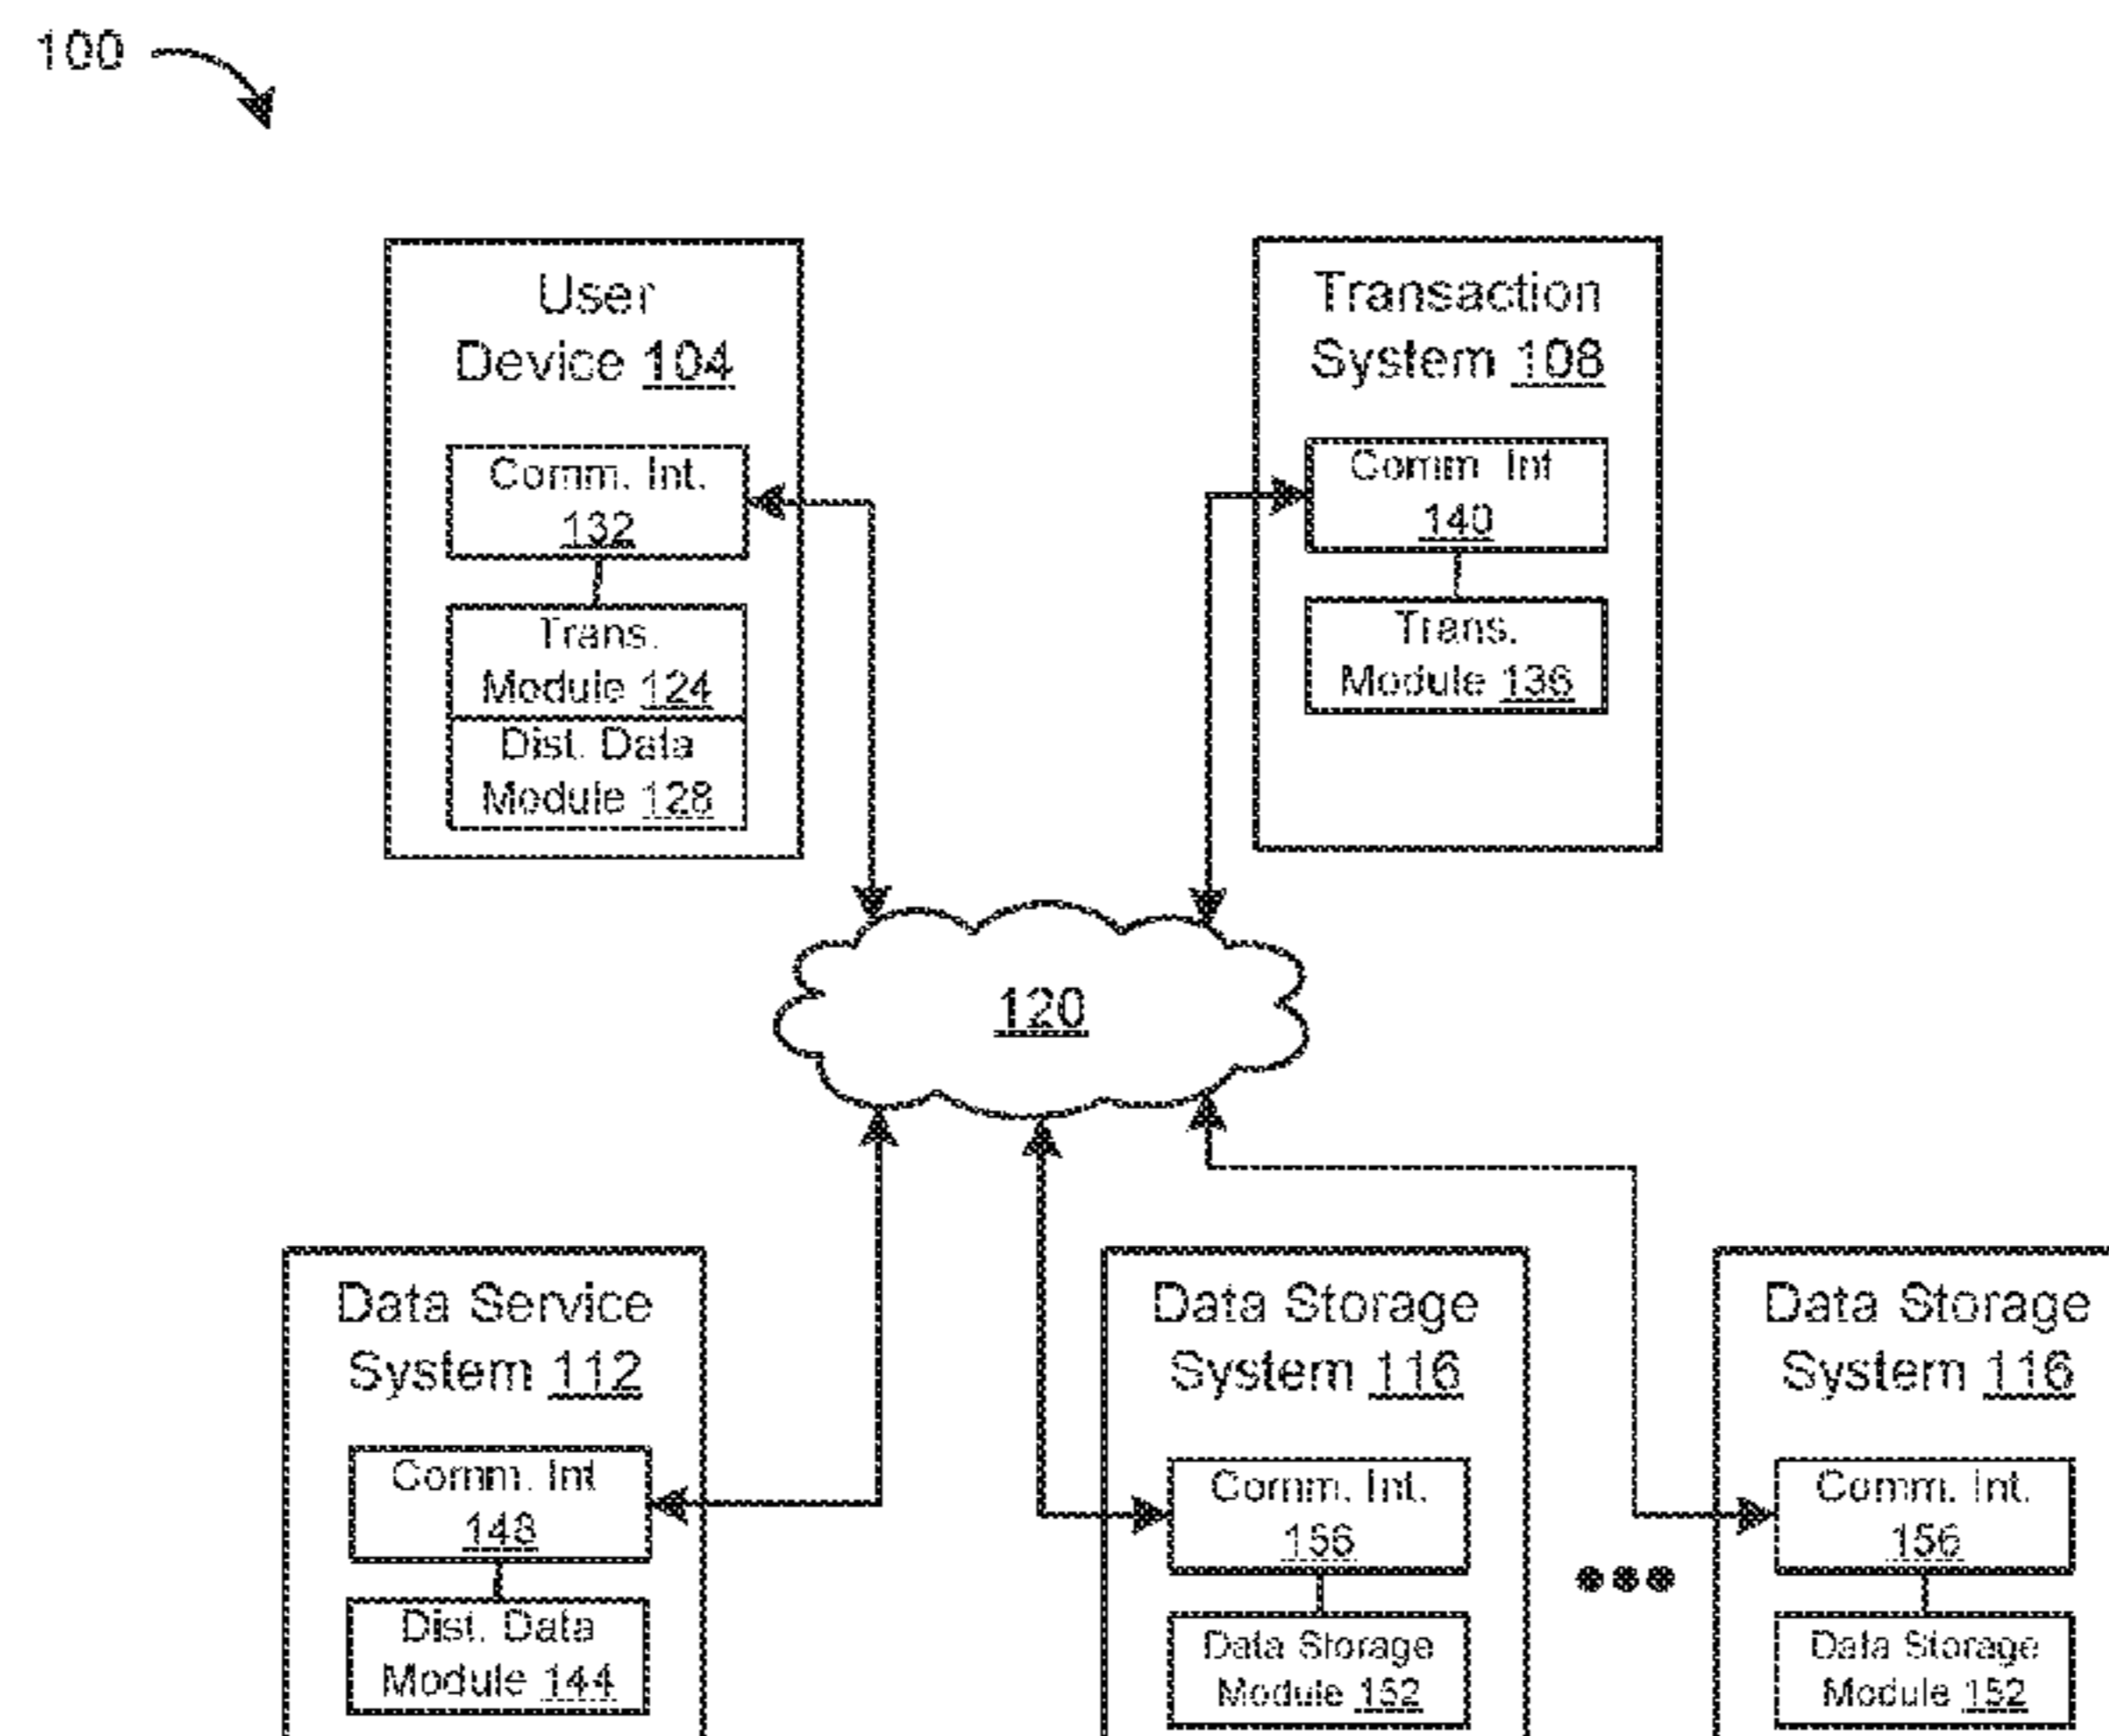 100
User
Device 104
Comm. Int.
132
Trans.
Module 124
Dist. Data
Module 128
Transaction
System 108
Comm. Int
140
Trans.
Module 136
120
Data Service
System 112
Comm. Int
148
Dist. Data
Module 144
Data Storage
System 116
Comm. Int.
156
Data Storage
Module 152
Data Storage
System 116
Comm. Int.
156
Data Storage
Module 152